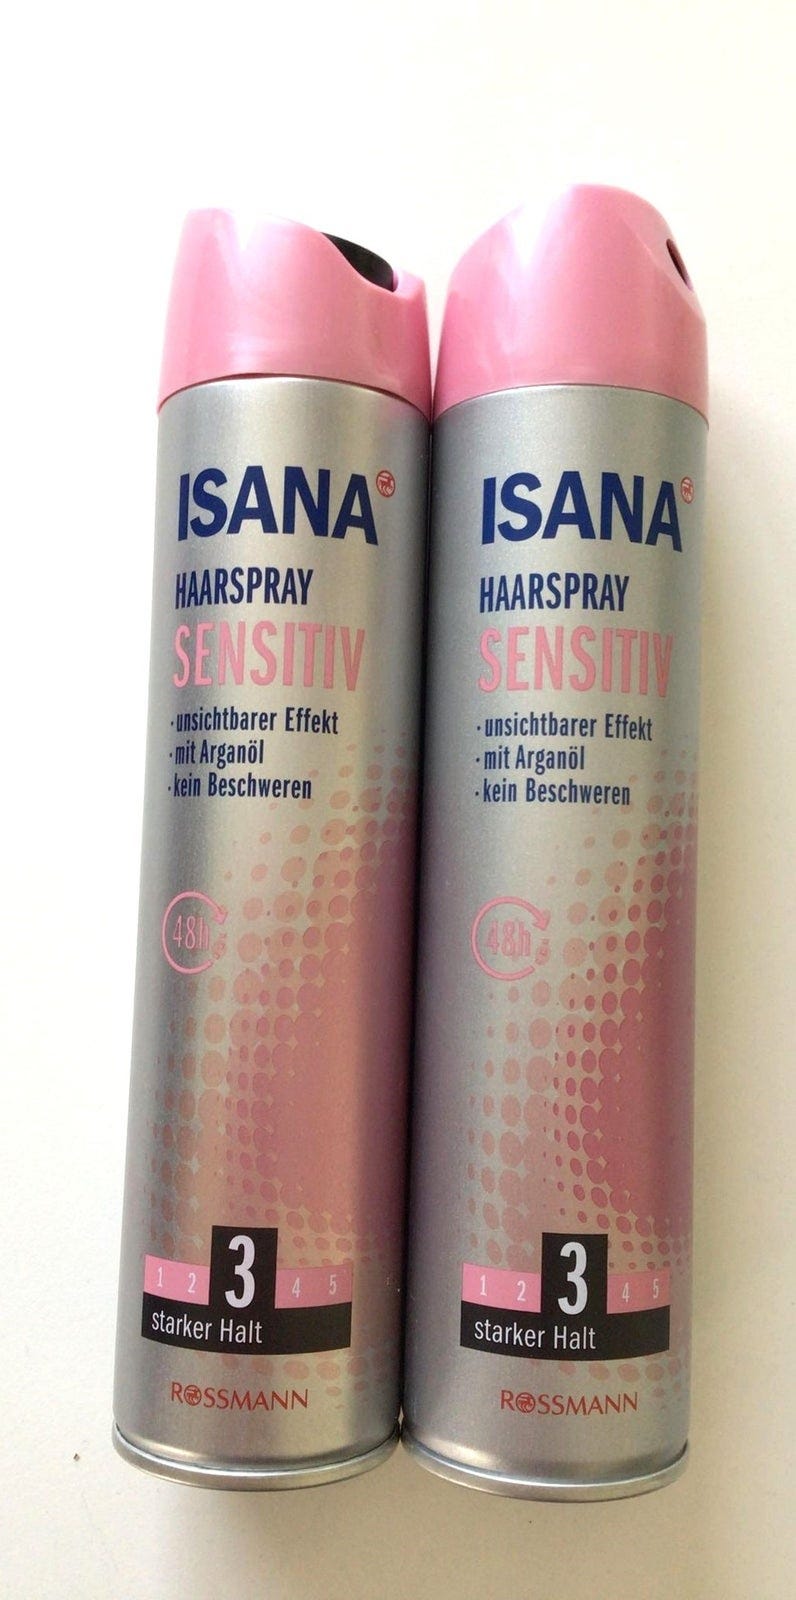 ISANA
HAARSPRAY
SENSITIV
· unsichtbarer Effekt
· mit Arganöl
· kein Beschweren
48h
1 2 3 4 5
starker Halt
ROSSMANN
ISANA
HAARSPRAY
SENSITIV
· unsichtbarer Effekt
· mit Arganöl
· kein Beschweren
48h
1 2 3 4 5
starker Halt
ROSSMANN